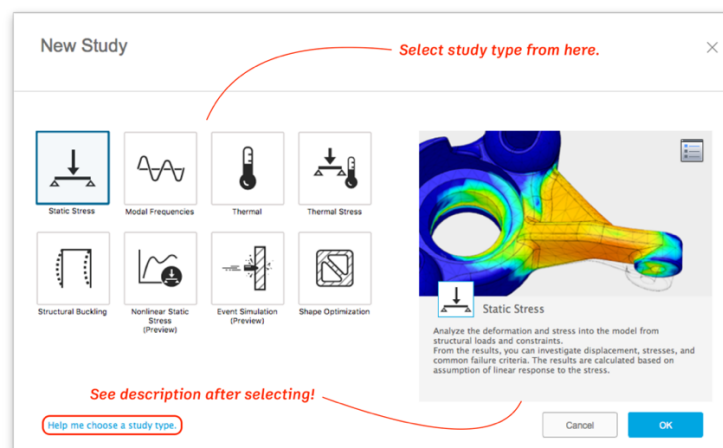 New Study
Select study type from here.
Static Stress
Modal Frequencies
Thermal
Thermal Stress
Structural Buckling
Nonlinear Static
Stress
(Preview)
Event Simulation
(Preview)
Shape Optimization
Static Stress
Analyze the deformation and stress into the model from
structural loads and constraints.
From the results, you can investigate displacement, stresses, and
common failure criteria. The results are calculated based on
assumption of linear response to the stress.
See description after selecting!
Help me choose a study type.
Cancel
OK